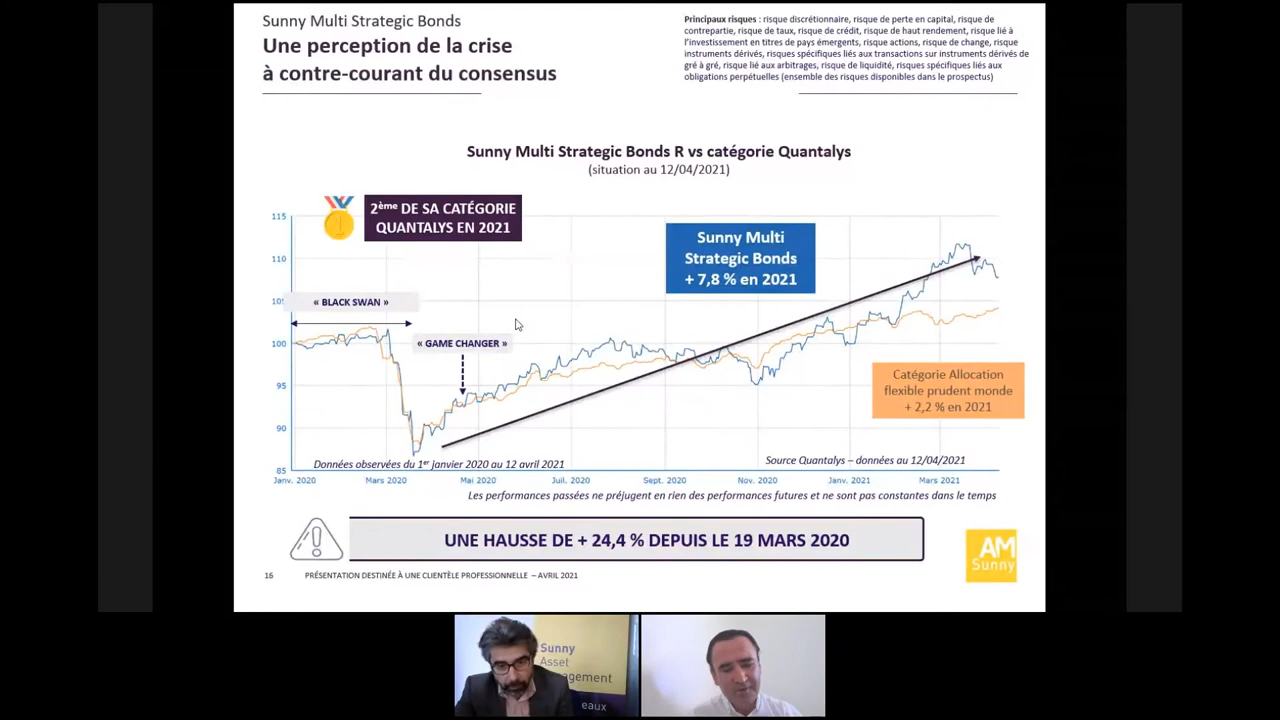 Sunny Multi Strategic Bonds
Une perception de la crise
à contre-courant du consensus
Principaux risques : risque discrétionnaire, risque de perte en capital, risque de
contrepartie, risque de taux, risque de crédit, risque de haut rendement, risque lié à
l'investissement en titres de pays émergents, risque actions, risque de change, risque
instruments dérivés, risques spécifiques liés aux transactions sur instruments dérivés de
gré à gré, risque lié aux arbitrages, risque de liquidité, risques spécifiques liés aux
obligations perpétuelles (ensemble des risques disponibles dans le prospectus)
Sunny Multi Strategic Bonds R vs catégorie Quantalys
(situation au 12/04/2021)
1
2ème DE SA CATÉGORIE
QUANTALYS EN 2021
Sunny Multi
Strategic Bonds
+ 7,8 % en 2021
115
110
105
100
95
90
85
« BLACK SWAN »
« GAME CHANGER »
Catégorie Allocation
flexible prudent monde
+ 2,2 % en 2021
Données observées du 1er janvier 2020 au 12 avril 2021
Source Quantalys – données au 12/04/2021
Janv. 2020 Mars 2020 Mai 2020 Juil. 2020 Sept. 2020 Nov. 2020 Janv. 2021 Mars 2021
Les performances passées ne préjugent en rien des performances futures et ne sont pas constantes dans le temps
UNE HAUSSE DE + 24,4 % DEPUIS LE 19 MARS 2020
AM
Sunny
16 PRÉSENTATION DESTINÉE À UNE CLIENTÈLE PROFESSIONNELLE – AVRIL 2021
Sunny
Asset
agement
eaux